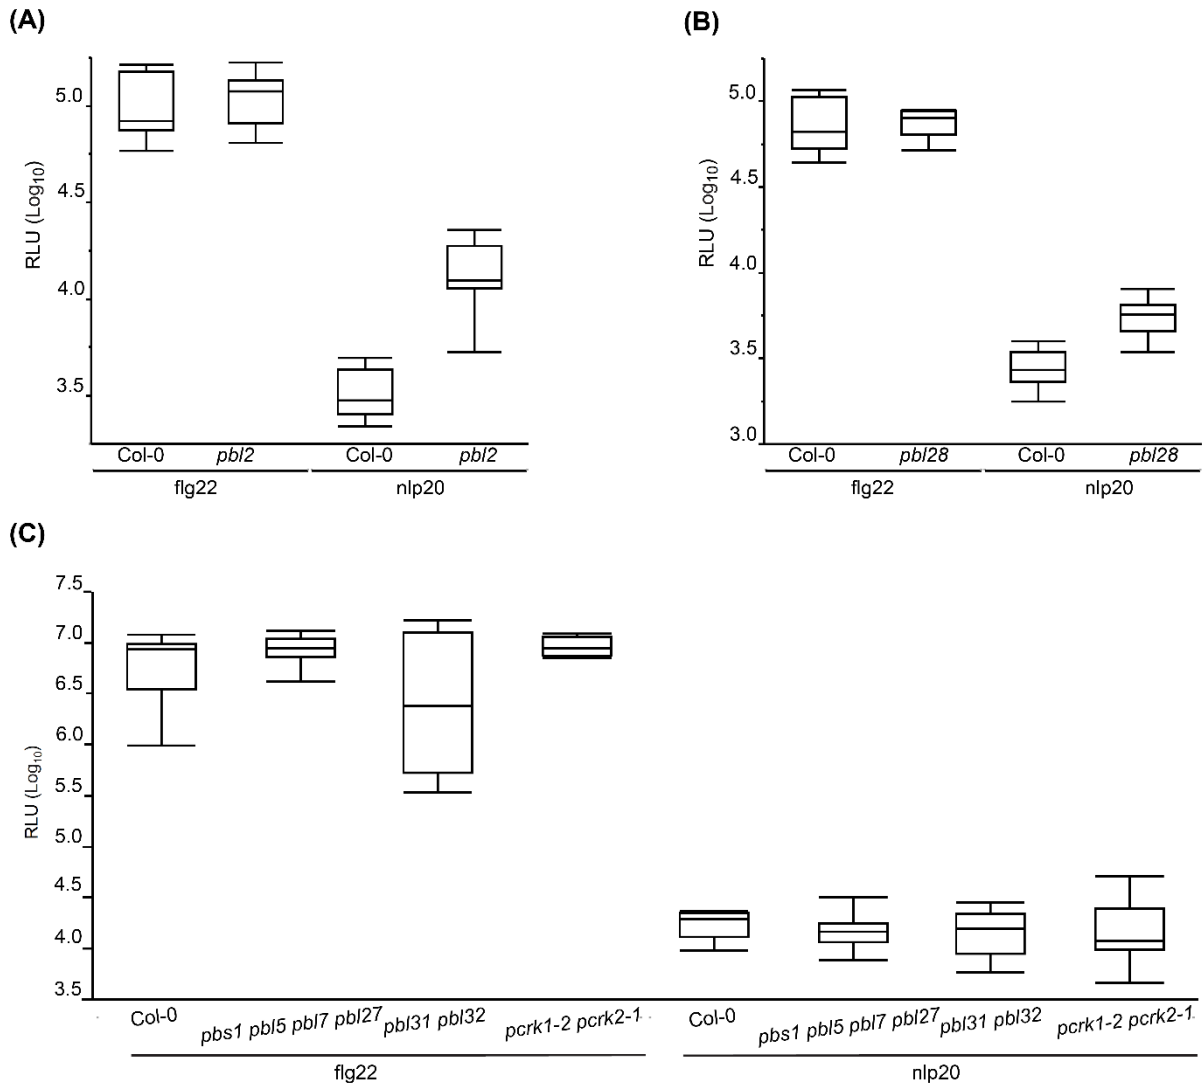 (A)
RLU (Log10)
5.0
4.5
4.0
3.5
Col-0 pbl2 Col-0 pbl2
flg22 nlp20
(B)
RLU (Log10)
5.0
4.5
4.0
3.5
3.0
Col-0 pbl28 Col-0 pbl28
flg22 nlp20
(C)
RLU (Log10)
7.5
7.0
6.5
6.0
5.5
5.0
4.5
4.0
3.5
Col-0 pbs1 pbl5 pbl7 pbl27 pbl31 pbl32 pcrk1-2 pcrk2-1 Col-0 pbs1 pbl5 pbl7 pbl27 pbl31 pbl32 pcrk1-2 pcrk2-1
flg22 nlp20